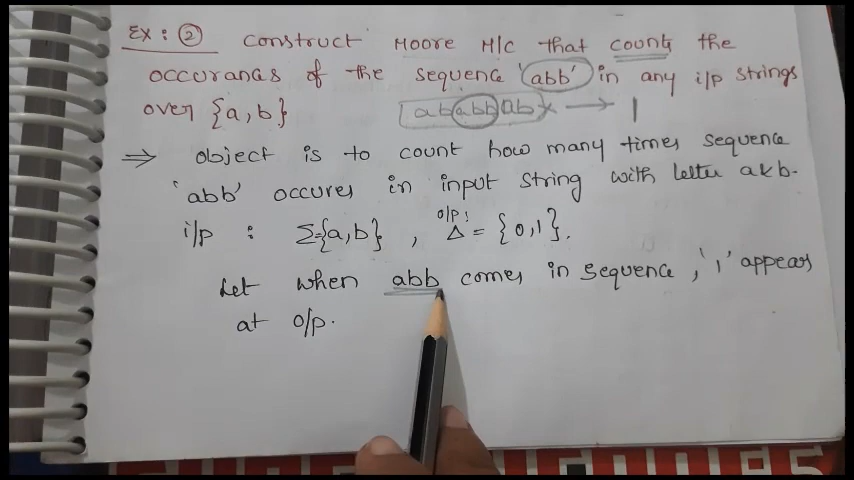 Ex: ② Construct Moore M/c that counts the
occurances of the sequence 'abb' in any i/p strings
over {a, b}
⇒ object is to count how many times sequence
'abb' occures in input string with letter a & b.
i/p : Σ={a,b} , o/p: Δ = {0,1}.
Let when abb comes in sequence, '1' appears
at o/p.